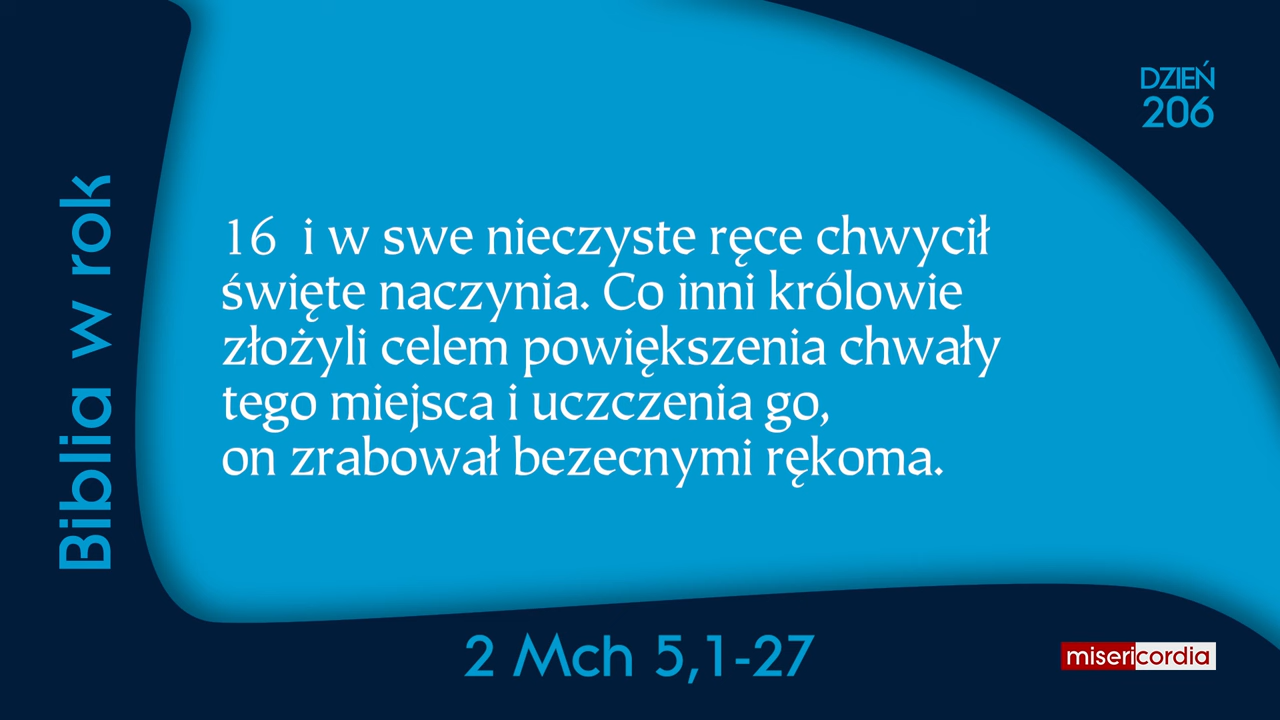 DZIEŃ
206
Biblia w rok
16 i w swe nieczyste ręce chwycił
święte naczynia. Co inni królowie
złożyli celem powiększenia chwały
tego miejsca i uczczenia go,
on zrabował bezecnymi rękoma.
2 Mch 5,1-27
misericordia